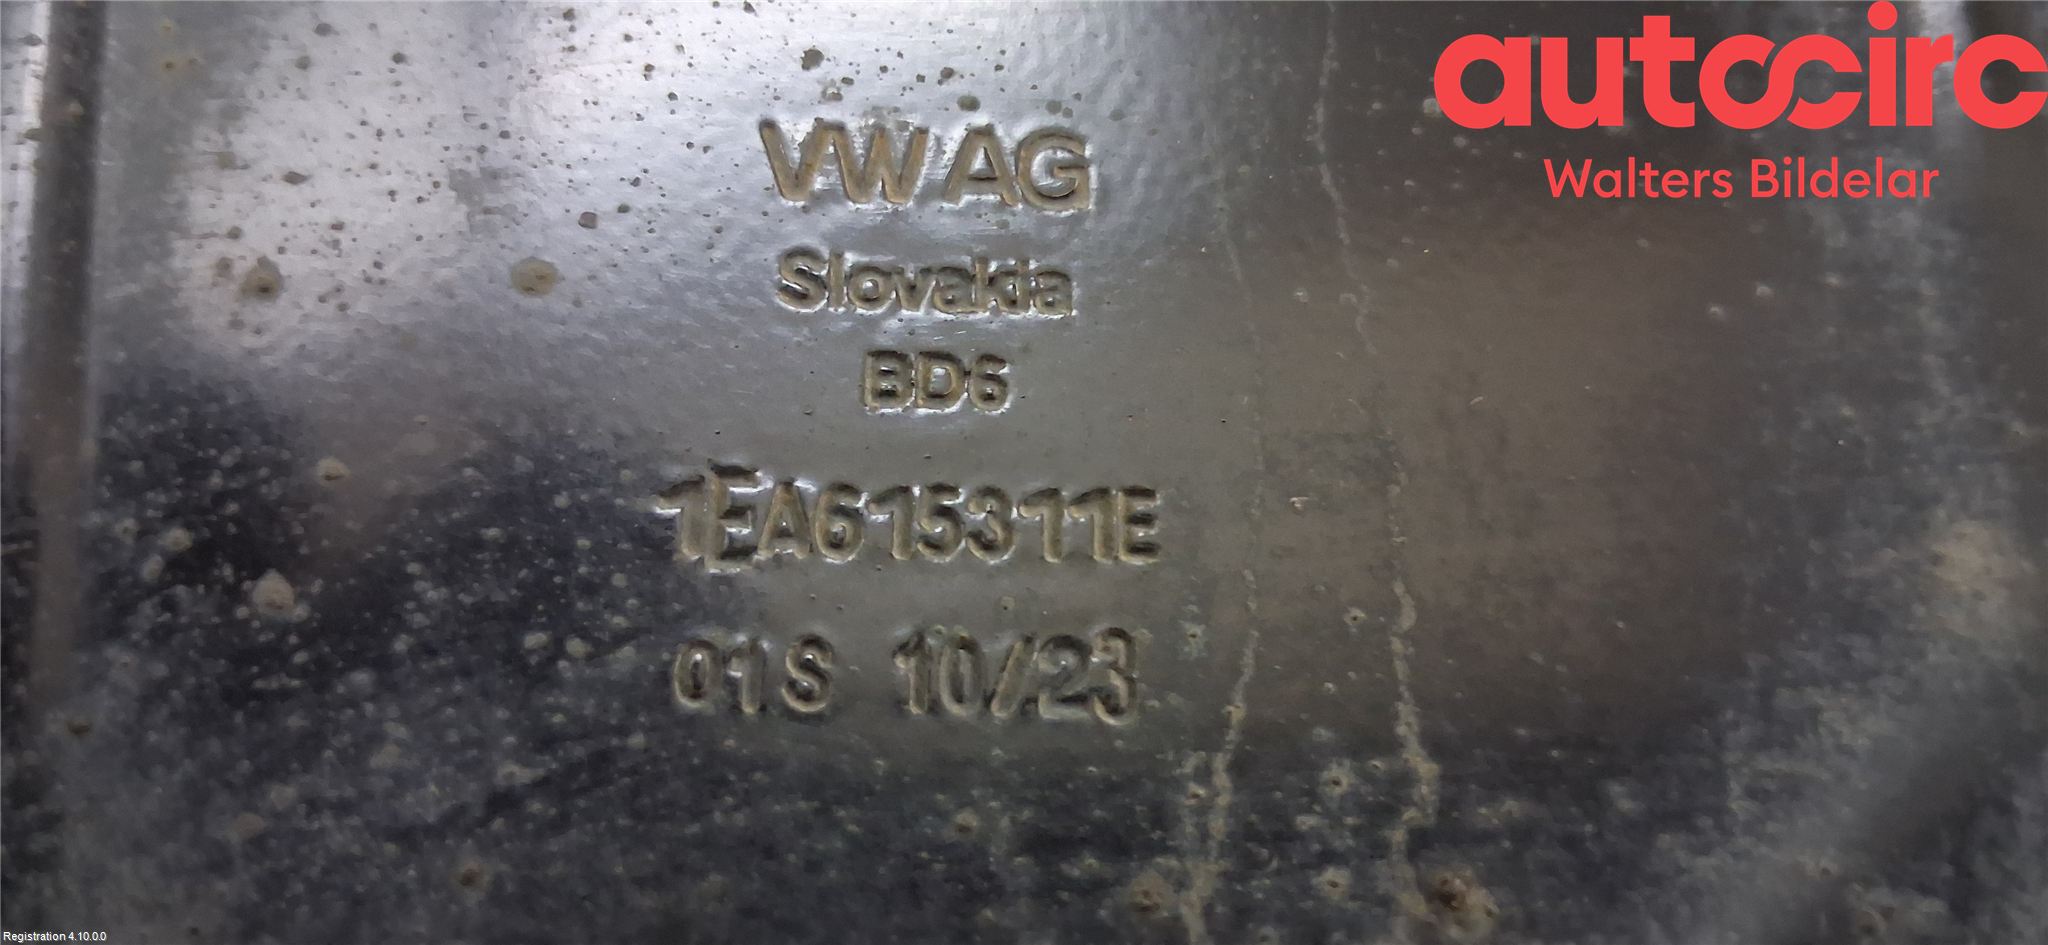 autocirc
Walters Bildelar
VW AG
Slovakia
BD6
1EA615311E
01S 10/23
Registration 4.10.0.0